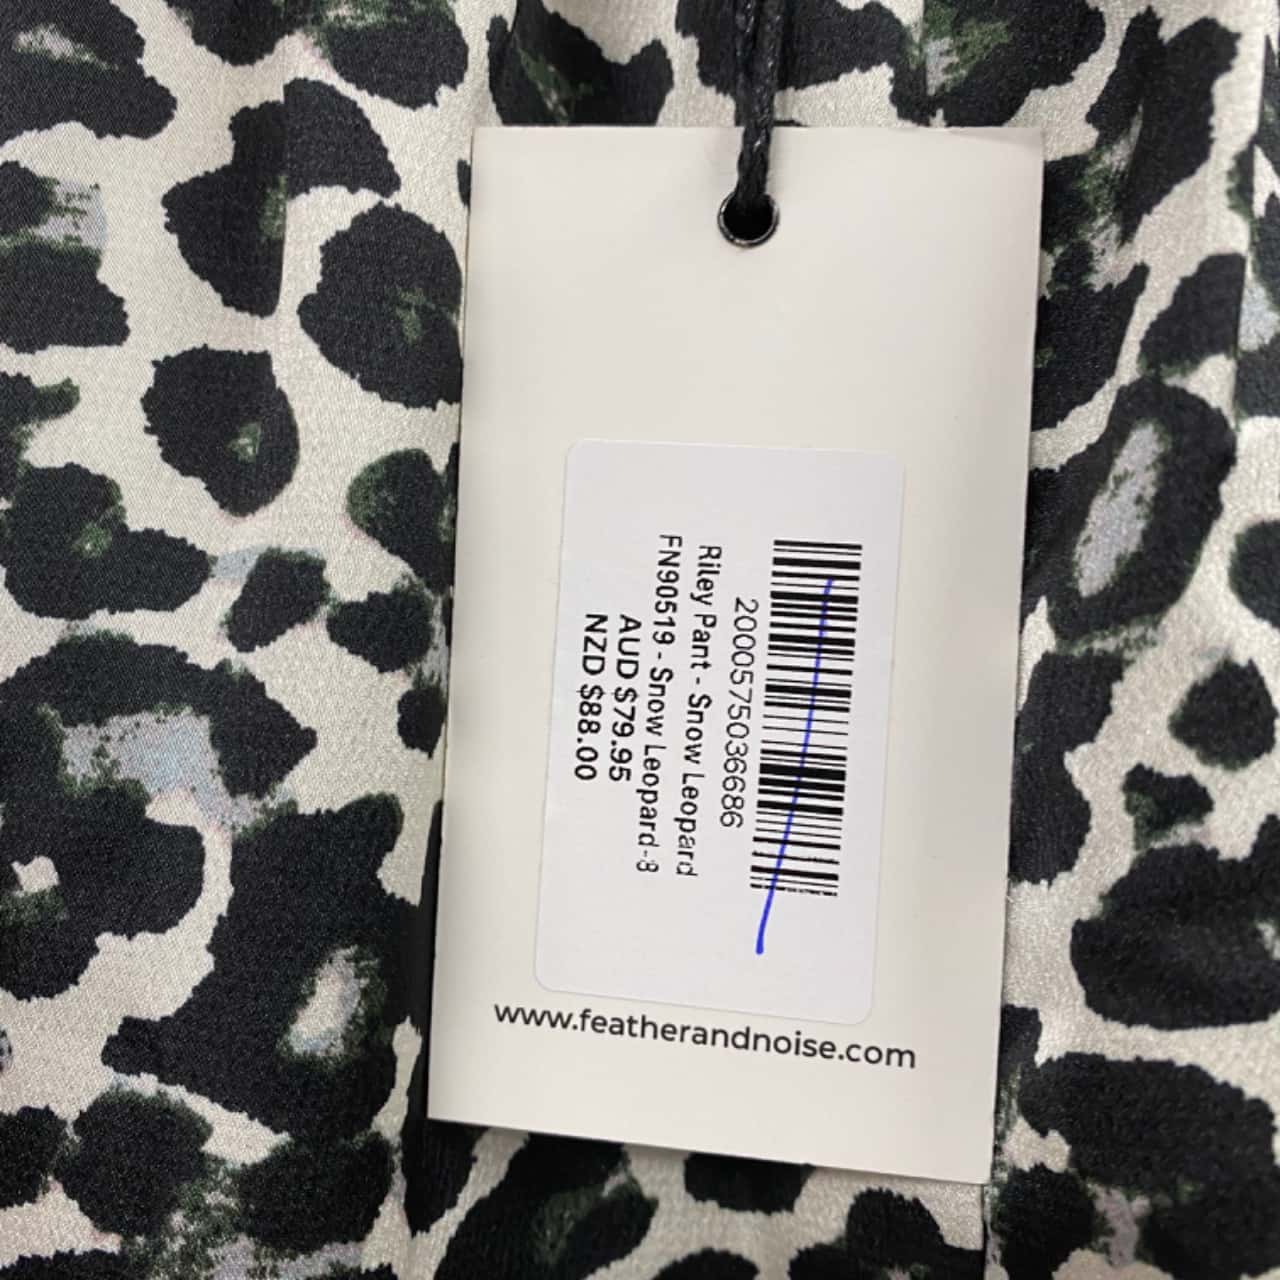 2000575036686
Riley Pant - Snow Leopard
FN90519 - Snow Leopard-8
AUD $79.95
NZD $88.00
www.featherandnoise.com